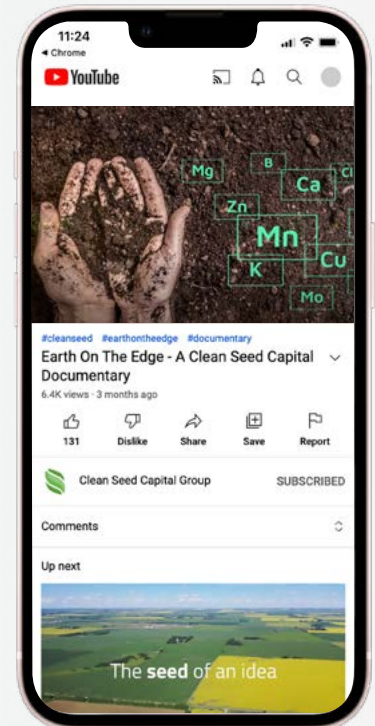 11:24
◀ Chrome
YouTube
Mg
B
Ca
Cl
Zn
Mn
K
Cu
Mo
#cleanseed #earthontheedge #documentary
Earth On The Edge - A Clean Seed Capital
Documentary
6.4K views · 3 months ago
131 Dislike Share Save Report
Clean Seed Capital Group SUBSCRIBED
Comments
Up next
The seed of an idea